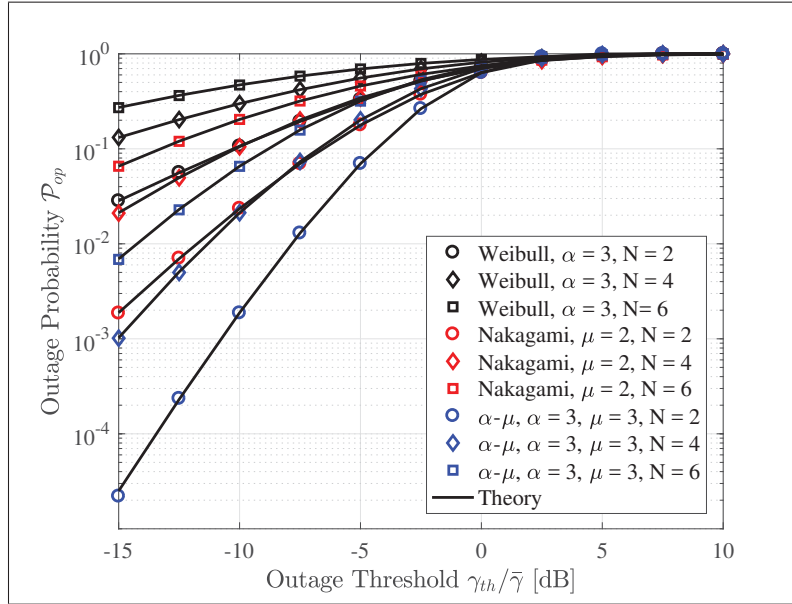 10^0
10^-1
10^-2
10^-3
10^-4
Outage Probability P_op
Weibull, α = 3, N = 2
Weibull, α = 3, N = 4
Weibull, α = 3, N= 6
Nakagami, μ = 2, N = 2
Nakagami, μ = 2, N = 4
Nakagami, μ = 2, N = 6
α-μ, α = 3, μ = 3, N = 2
α-μ, α = 3, μ = 3, N = 4
α-μ, α = 3, μ = 3, N = 6
Theory
-15 -10 -5 0 5 10
Outage Threshold γ_th/γ̄ [dB]